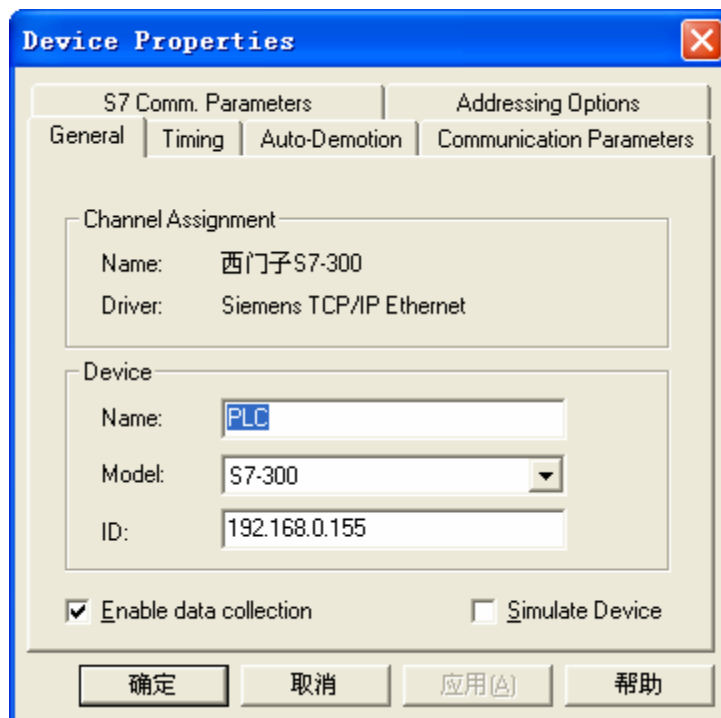 Device Properties
S7 Comm. Parameters Addressing Options
General Timing Auto-Demotion Communication Parameters
Channel Assignment
Name: 西门子S7-300
Driver: Siemens TCP/IP Ethernet
Device
Name: PLC
Model: S7-300
ID: 192.168.0.155
Enable data collection Simulate Device
确定 取消 应用(A) 帮助